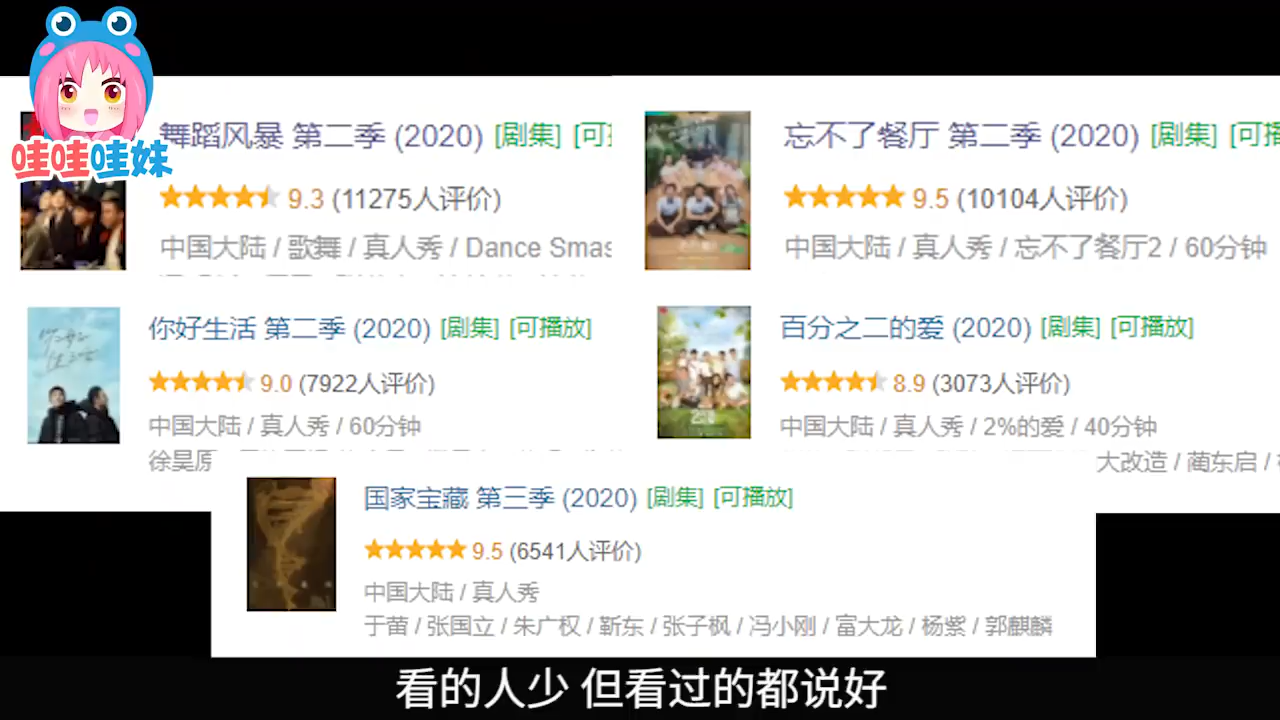 哇哇哇妹
舞蹈风暴 第二季 (2020) [剧集] [可
9.3 (11275人评价)
中国大陆 / 歌舞 / 真人秀 / Dance Smas
忘不了餐厅 第二季 (2020) [剧集] [可播
9.5 (10104人评价)
中国大陆 / 真人秀 / 忘不了餐厅2 / 60分钟
你好生活 第二季 (2020) [剧集] [可播放]
9.0 (7922人评价)
中国大陆 / 真人秀 / 60分钟
徐昊原
百分之二的爱 (2020) [剧集] [可播放]
8.9 (3073人评价)
中国大陆 / 真人秀 / 2%的爱 / 40分钟
大改造 / 蔺东启 /
国家宝藏 第三季 (2020) [剧集] [可播放]
9.5 (6541人评价)
中国大陆 / 真人秀
于蕾 / 张国立 / 朱广权 / 靳东 / 张子枫 / 冯小刚 / 富大龙 / 杨紫 / 郭麒麟
看的人少 但看过的都说好